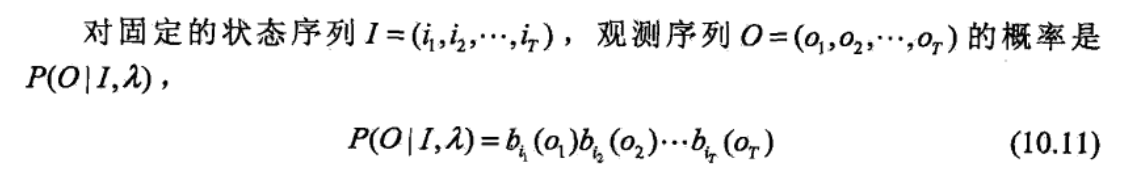 对固定的状态序列 I = (i₁,i₂,⋯,i_T)，观测序列 O = (o₁,o₂,⋯,o_T) 的概率是
P(O|I,λ)，
P(O|I,λ) = b_{i₁}(o₁)b_{i₂}(o₂)⋯b_{i_T}(o_T) (10.11)